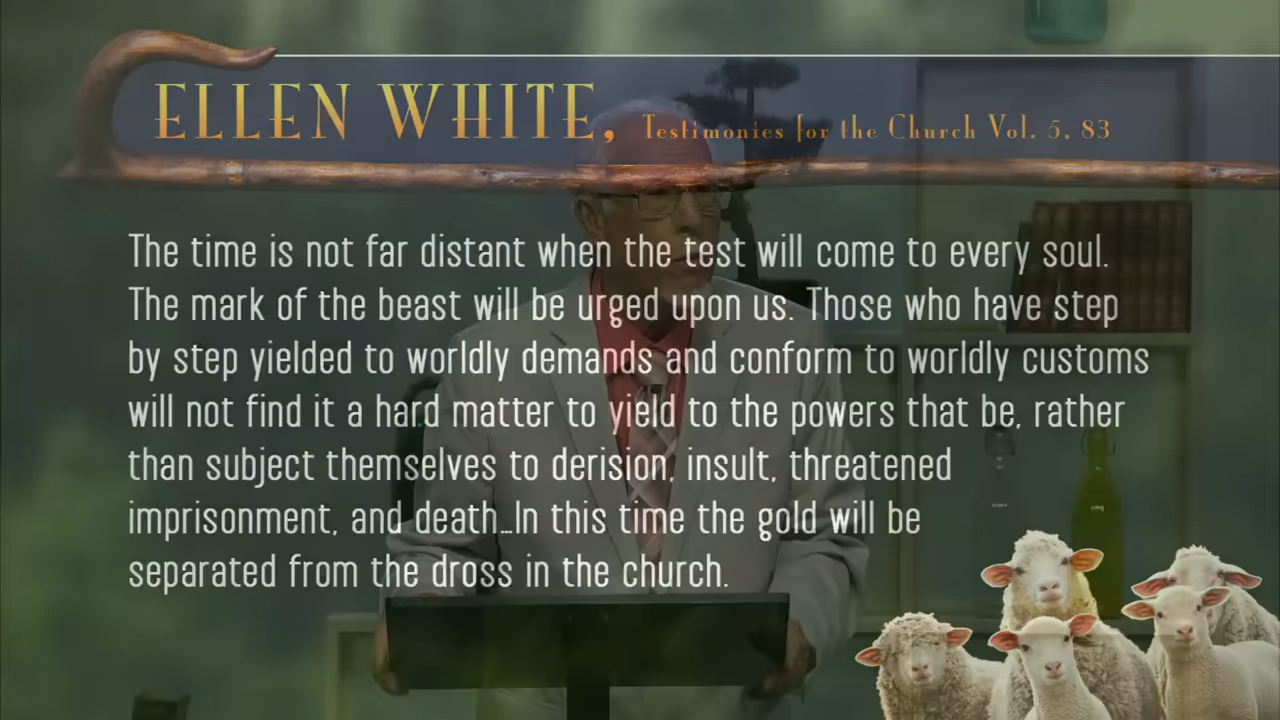 ELLEN WHITE, Testimonies for the Church Vol. 5, 83
The time is not far distant when the test will come to every soul.
The mark of the beast will be urged upon us. Those who have step
by step yielded to worldly demands and conform to worldly customs
will not find it a hard matter to yield to the powers that be, rather
than subject themselves to derision, insult, threatened
imprisonment, and death...In this time the gold will be
separated from the dross in the church.